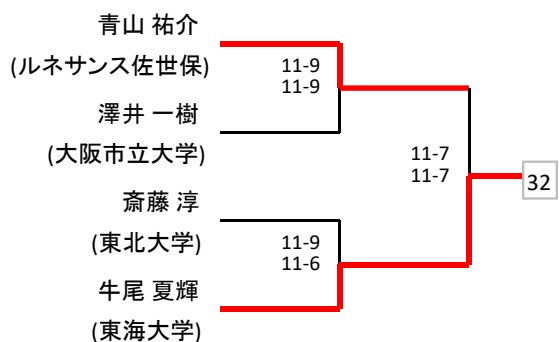 青山 祐介
(ルネサンス佐世保)
11-9
11-9
澤井 一樹
(大阪市立大学)
11-7
11-7
32
斎藤 淳
(東北大学)
11-9
11-6
牛尾 夏輝
(東海大学)